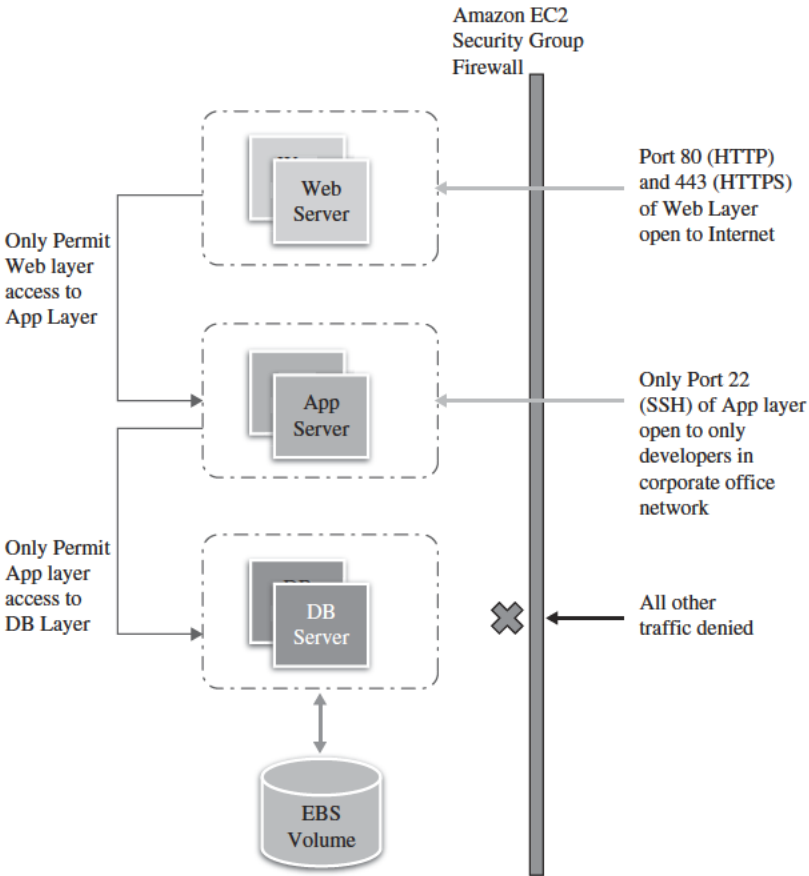 Amazon EC2
Security Group
Firewall
Web
Server
Port 80 (HTTP)
and 443 (HTTPS)
of Web Layer
open to Internet
Only Permit
Web layer
access to
App Layer
App
Server
Only Port 22
(SSH) of App layer
open to only
developers in
corporate office
network
Only Permit
App layer
access to
DB Layer
DB
Server
All other
traffic denied
EBS
Volume